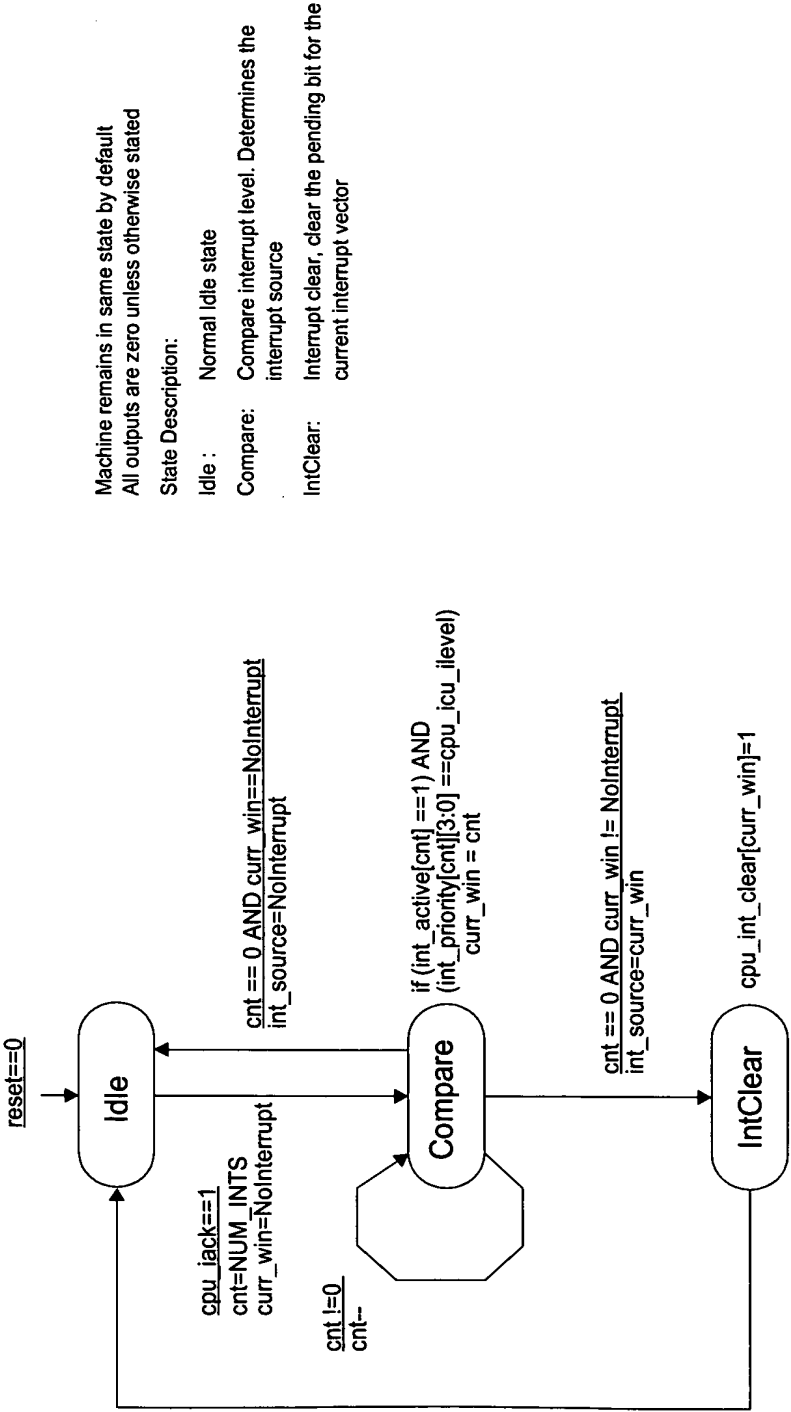 reset==0
Idle
cpu_iack==1
cnt=NUM_INTS
curr_win=NoInterrupt
cnt == 0 AND curr_win==NoInterrupt
int_source=NoInterrupt
cnt !=0
cnt--
Compare
if (int_active[cnt] ==1) AND
(int_priority[cnt][3:0] ==cpu_icu_ilevel)
curr_win = cnt
cnt == 0 AND curr_win != NoInterrupt
int_source=curr_win
IntClear
cpu_int_clear[curr_win]=1
Machine remains in same state by default
All outputs are zero unless otherwise stated
State Description:
Idle : Normal Idle state
Compare: Compare interrupt level. Determines the
interrupt source
IntClear: Interrupt clear, clear the pending bit for the
current interrupt vector